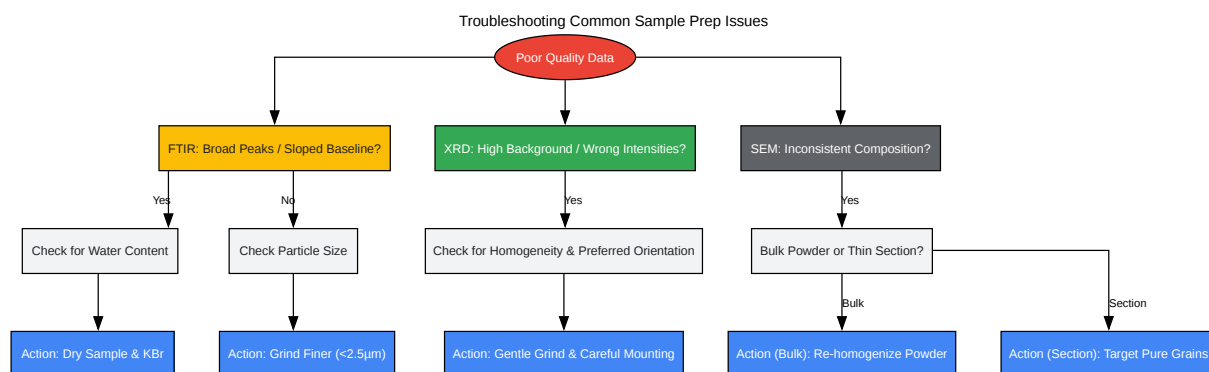 Troubleshooting Common Sample Prep Issues
Poor Quality Data
FTIR: Broad Peaks / Sloped Baseline?
XRD: High Background / Wrong Intensities?
SEM: Inconsistent Composition?
Yes
No
Yes
Yes
Check for Water Content
Check Particle Size
Check for Homogeneity & Preferred Orientation
Bulk Powder or Thin Section?
Bulk
Section
Action: Dry Sample & KBr
Action: Grind Finer (<2.5μm)
Action: Gentle Grind & Careful Mounting
Action (Bulk): Re-homogenize Powder
Action (Section): Target Pure Grains